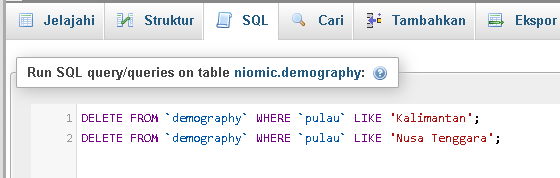 Jelajahi Struktur SQL Cari Tambahkan Ekspor
Run SQL query/queries on table niomic.demography:
1 DELETE FROM `demography` WHERE `pulau` LIKE 'Kalimantan';
2 DELETE FROM `demography` WHERE `pulau` LIKE 'Nusa Tenggara';